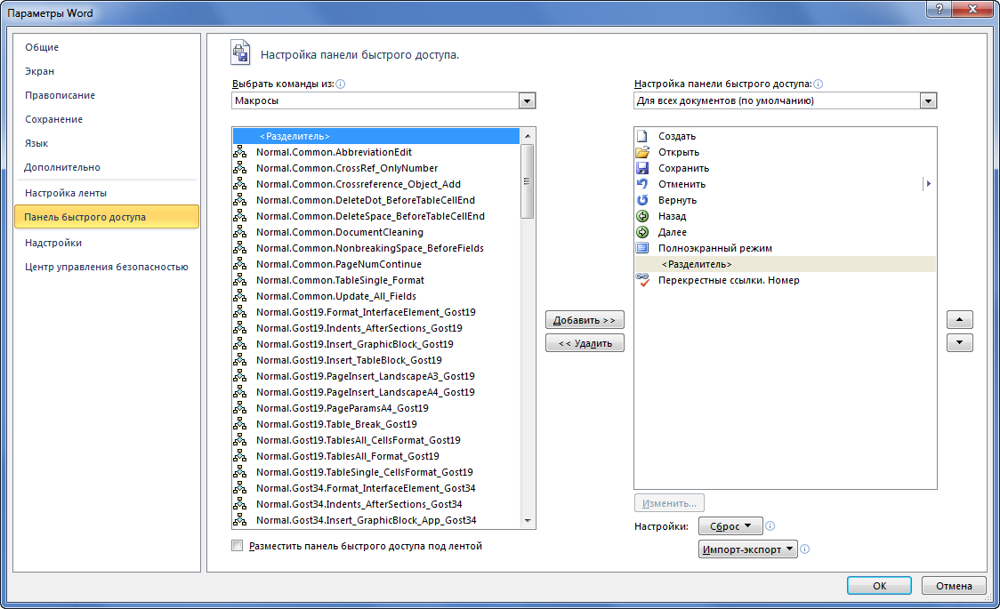 Параметры Word
Общие
Экран
Правописание
Сохранение
Язык
Дополнительно
Настройка ленты
Панель быстрого доступа
Надстройки
Центр управления безопасностью
Настройка панели быстрого доступа.
Выбрать команды из:
Макросы
<Разделитель>
Normal.Common.AbbreviationEdit
Normal.Common.CrossRef_OnlyNumber
Normal.Common.Crossreference_Object_Add
Normal.Common.DeleteDot_BeforeTableCellEnd
Normal.Common.DeleteSpace_BeforeTableCellEnd
Normal.Common.DocumentCleaning
Normal.Common.NonbreakingSpace_BeforeFields
Normal.Common.PageNumContinue
Normal.Common.TableSingle_Format
Normal.Common.Update_All_Fields
Normal.Gost19.Format_InterfaceElement_Gost19
Normal.Gost19.Indents_AfterSections_Gost19
Normal.Gost19.Insert_GraphicBlock_Gost19
Normal.Gost19.Insert_TableBlock_Gost19
Normal.Gost19.PageInsert_LandscapeA3_Gost19
Normal.Gost19.PageInsert_LandscapeA4_Gost19
Normal.Gost19.PageParamsA4_Gost19
Normal.Gost19.Table_Break_Gost19
Normal.Gost19.TablesAll_CellsFormat_Gost19
Normal.Gost19.TablesAll_Format_Gost19
Normal.Gost19.TableSingle_CellsFormat_Gost19
Normal.Gost34.Format_InterfaceElement_Gost34
Normal.Gost34.Indents_AfterSections_Gost34
Normal.Gost34.Insert_GraphicBlock_App_Gost34
Разместить панель быстрого доступа под лентой
Добавить >>
<< Удалить
Настройка панели быстрого доступа:
Для всех документов (по умолчанию)
Создать
Открыть
Сохранить
Отменить
Вернуть
Назад
Далее
Полноэкранный режим
<Разделитель>
Перекрестные ссылки. Номер
Изменить...
Настройки: Сброс
Импорт-экспорт
ОК Отмена